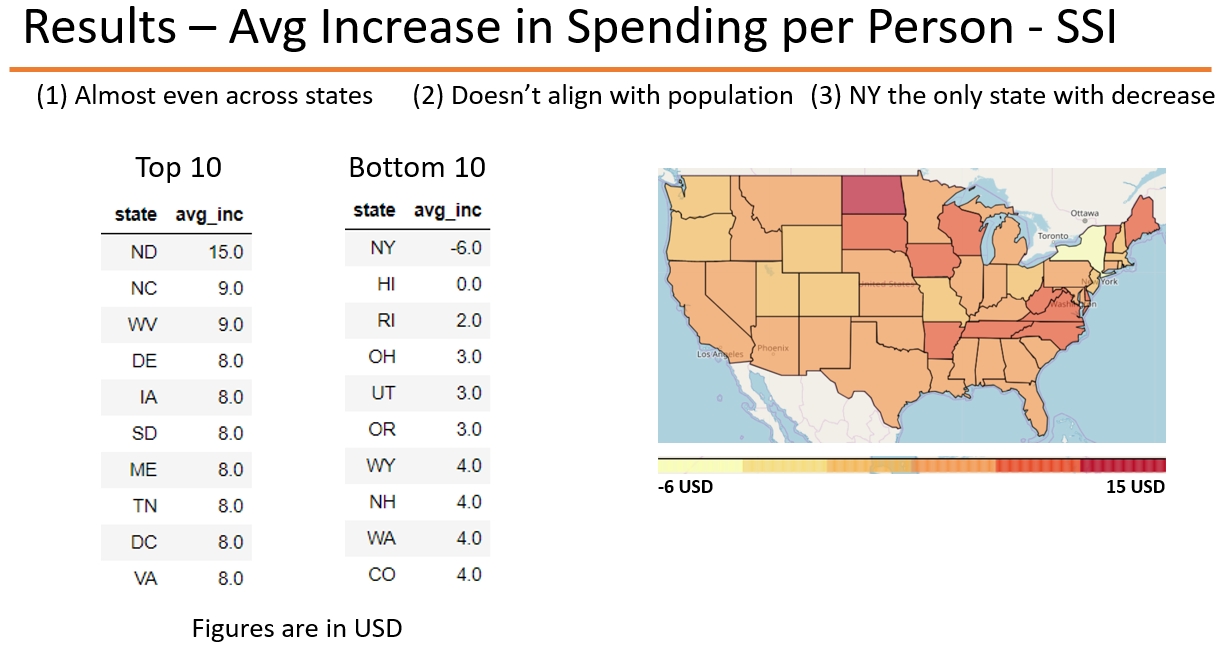 Results – Avg Increase in Spending per Person - SSI
(1) Almost even across states (2) Doesn't align with population (3) NY the only state with decrease
Top 10
state avg_inc
ND 15.0
NC 9.0
WV 9.0
DE 8.0
IA 8.0
SD 8.0
ME 8.0
TN 8.0
DC 8.0
VA 8.0
Bottom 10
state avg_inc
NY -6.0
HI 0.0
RI 2.0
OH 3.0
UT 3.0
OR 3.0
WY 4.0
NH 4.0
WA 4.0
CO 4.0
Figures are in USD
Ottawa
Toronto
United States
New York
Washington
Los Angeles
Phoenix
-6 USD 15 USD